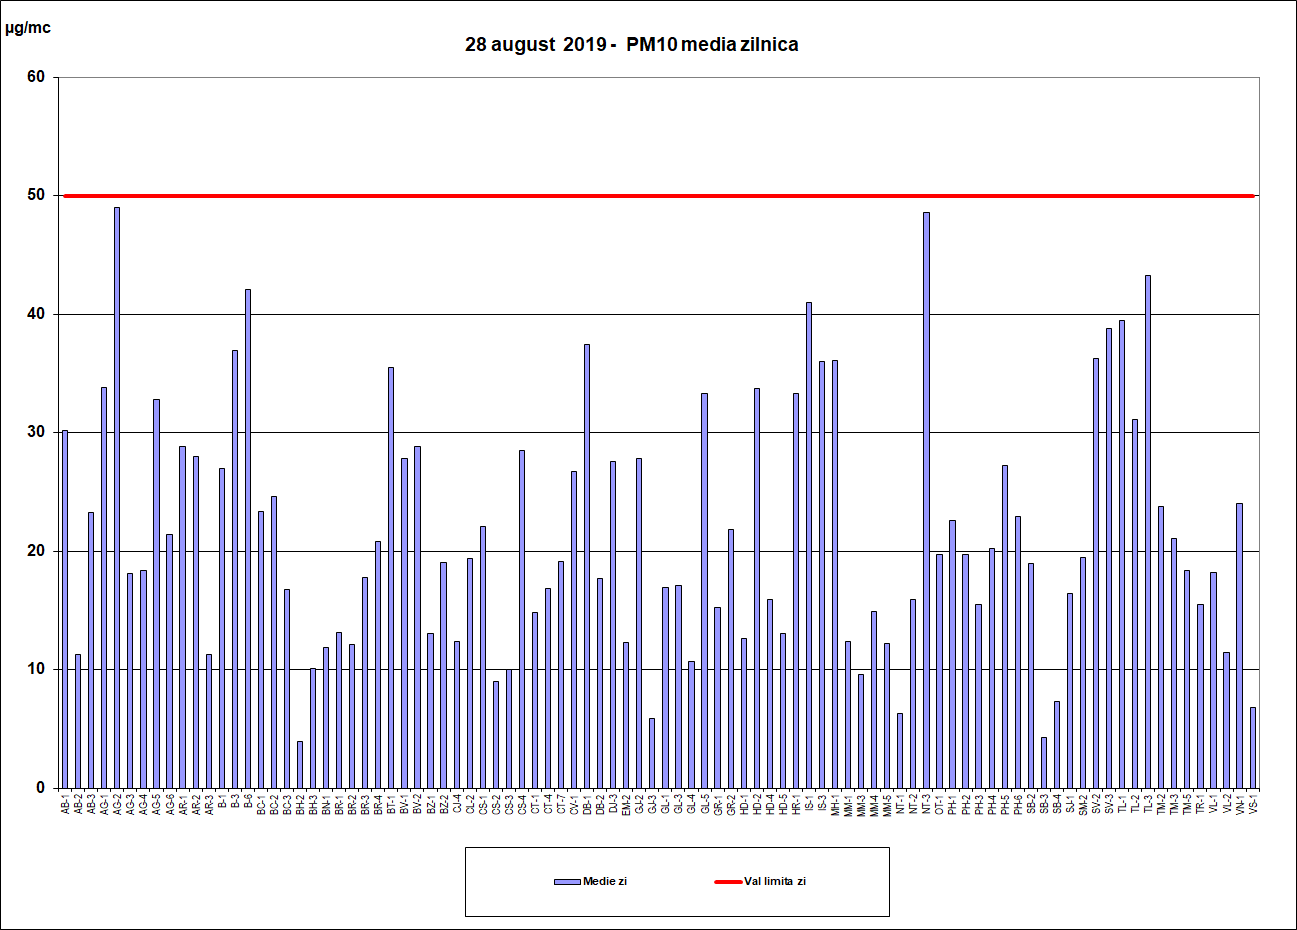 µg/mc
28 august 2019 - PM10 media zilnica
60
50
40
30
20
10
0
AB-1 AB-2 AB-3 AG-1 AG-2 AG-3 AG-4 AG-5 AG-6 AR-1 AR-2 AR-3 B-1 B-3 B-6 BC-1 BC-2 BC-3 BH-2 BH-3 BN-1 BR-1 BR-2 BR-3 BR-4 BT-1 BV-1 BV-2 BZ-1 BZ-2 CJ-4 CL-2 CS-1 CS-2 CS-3 CS-4 CT-1 CT-4 CT-7 CV-1 DB-1 DB-2 DJ-3 EM-2 GJ-2 GJ-3 GL-1 GL-3 GL-4 GL-5 GR-1 GR-2 HD-1 HD-2 HD-4 HD-5 HR-1 IS-1 IS-3 MH-1 MM-1 MM-3 MM-4 MM-5 NT-1 NT-2 NT-3 OT-1 PH-1 PH-2 PH-3 PH-4 PH-5 PH-6 SB-2 SB-3 SB-4 SJ-1 SM-2 SV-2 SV-3 TL-1 TL-2 TL-3 TM-2 TM-3 TM-5 TR-1 VL-1 VL-2 VN-1 VS-1
Medie zi
Val limita zi